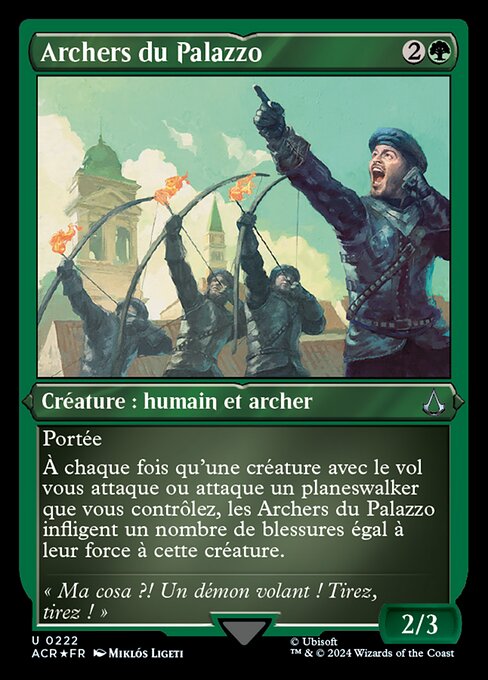 Archers du Palazzo 2
Créature : humain et archer
Portée
À chaque fois qu'une créature avec le vol
vous attaque ou attaque un planeswalker
que vous contrôlez, les Archers du Palazzo
infligent un nombre de blessures égal à
leur force à cette créature.
« Ma cosa ?! Un démon volant ! Tirez,
tirez ! »
2/3
U 0222
ACR★FR Miklós Ligeti
© Ubisoft
™ & © 2024 Wizards of the Coast